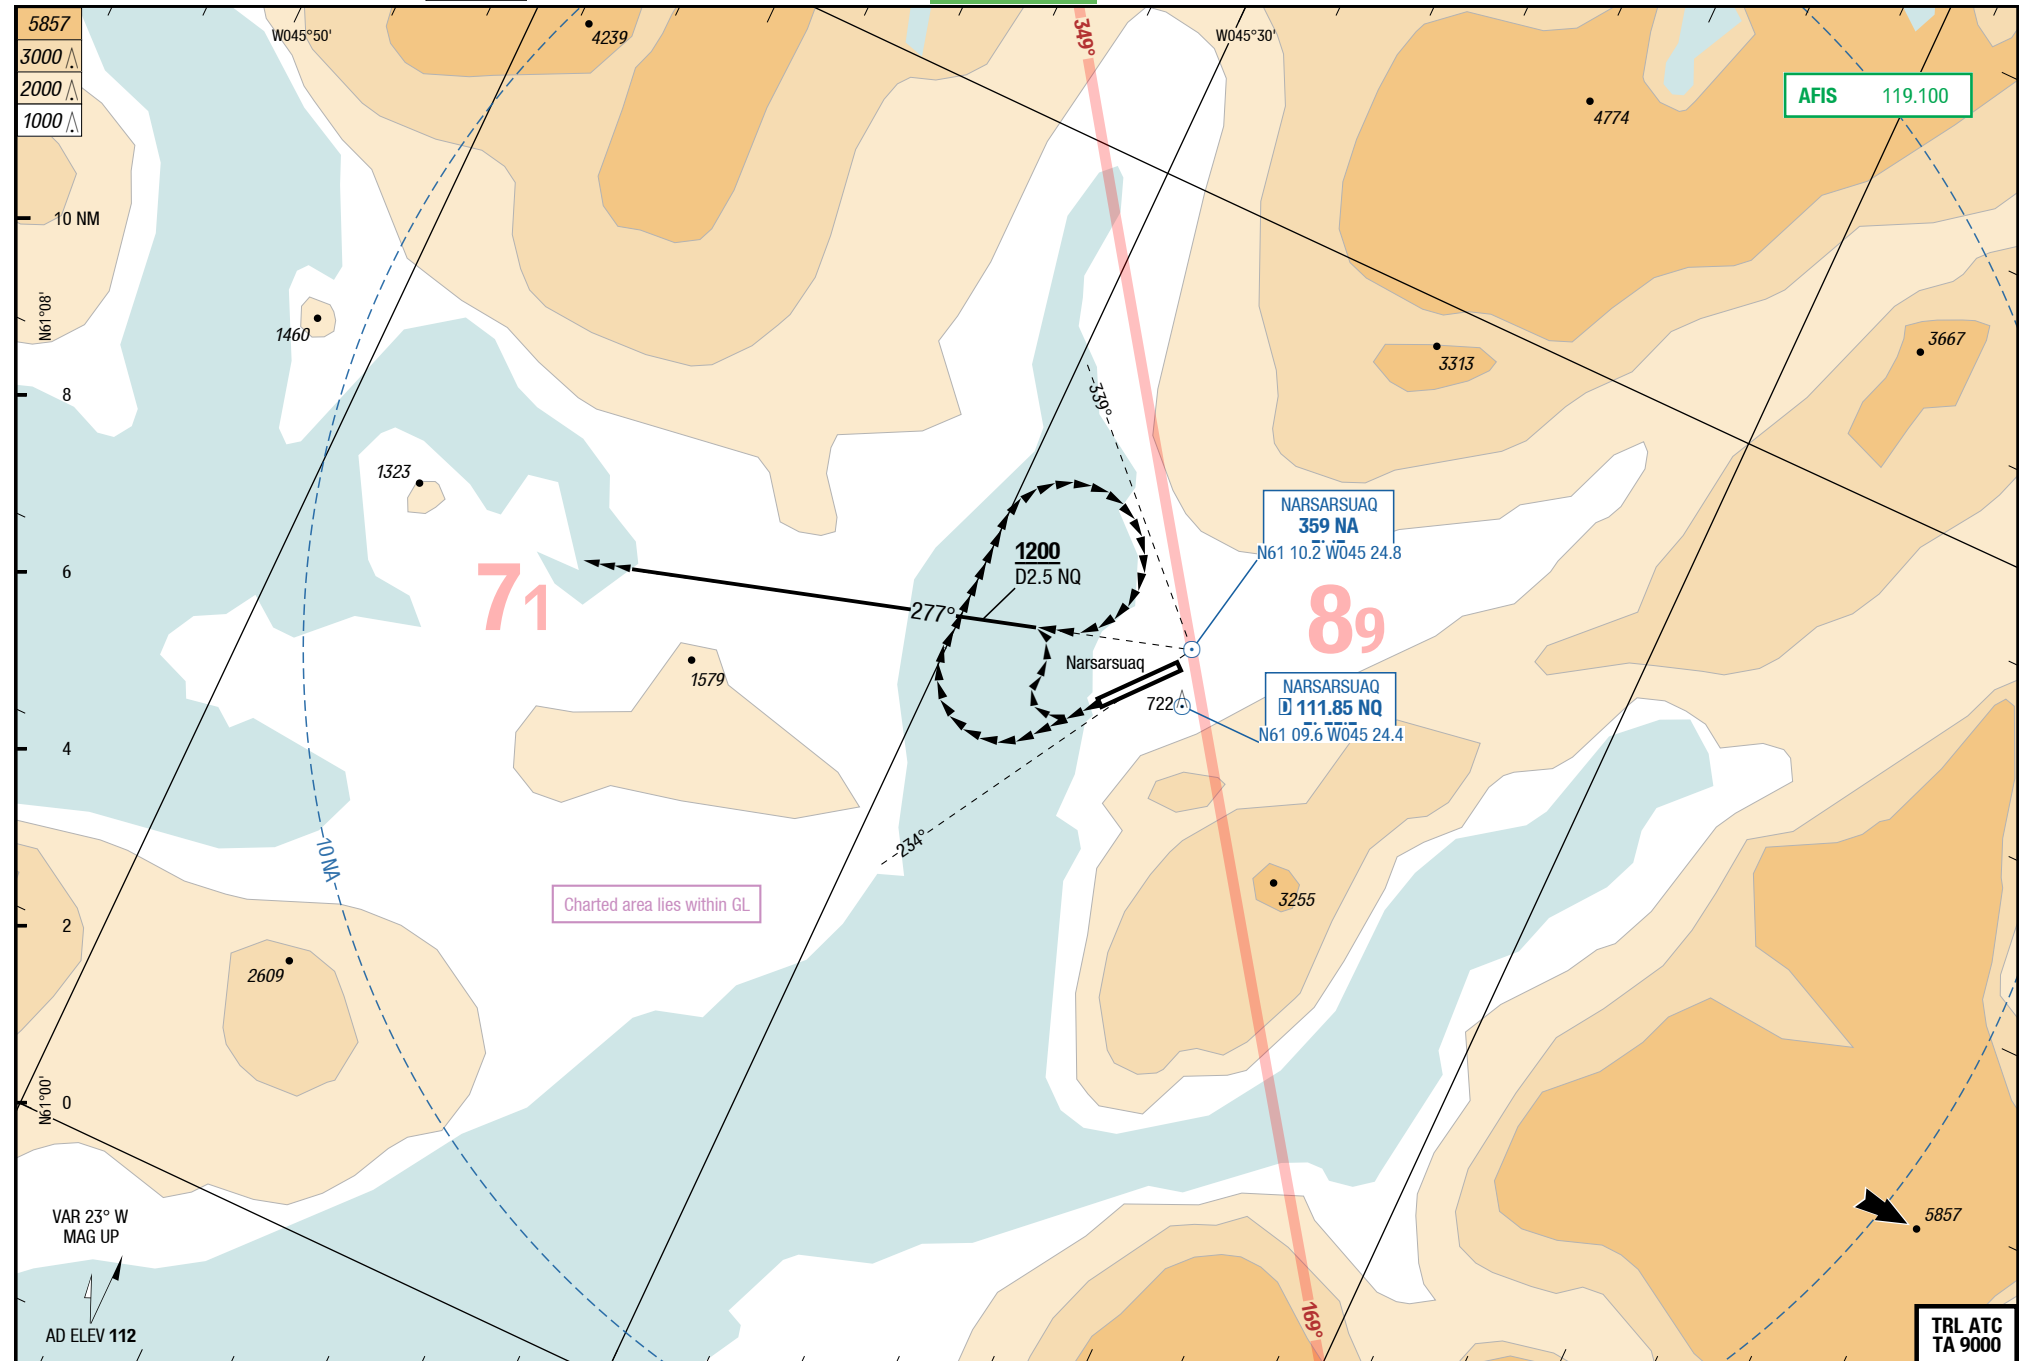 5857
3000
2000
1000
W045°50'
4239
349°
W045°30'
4774
AFIS 119.100
10 NM
N61°08'
1460
8
3313
3667
339°
1323
NARSARSUAQ
359 NA
N61 10.2 W045 24.8
1200
D2.5 NQ
6
71
277°
89
Narsarsuaq
1579
722
NARSARSUAQ
D 111.85 NQ
N61 09.6 W045 24.4
4
234°
10 NA
3255
Charted area lies within GL
2
2609
N61°00'
0
VAR 23° W
MAG UP
5857
169°
AD ELEV 112
TRL ATC
TA 9000